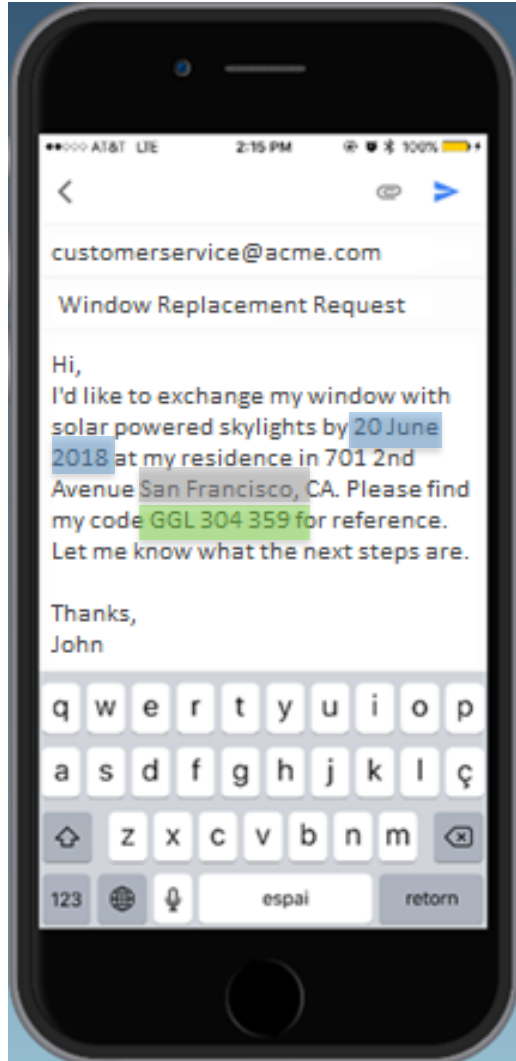 AT&T LTE 2:15 PM 100%
customerservice@acme.com
Window Replacement Request
Hi,
I'd like to exchange my window with
solar powered skylights by 20 June
2018 at my residence in 701 2nd
Avenue San Francisco, CA. Please find
my code GGL 304 359 for reference.
Let me know what the next steps are.
Thanks,
John
q w e r t y u i o p
a s d f g h j k l ç
z x c v b n m
123 espai retorn